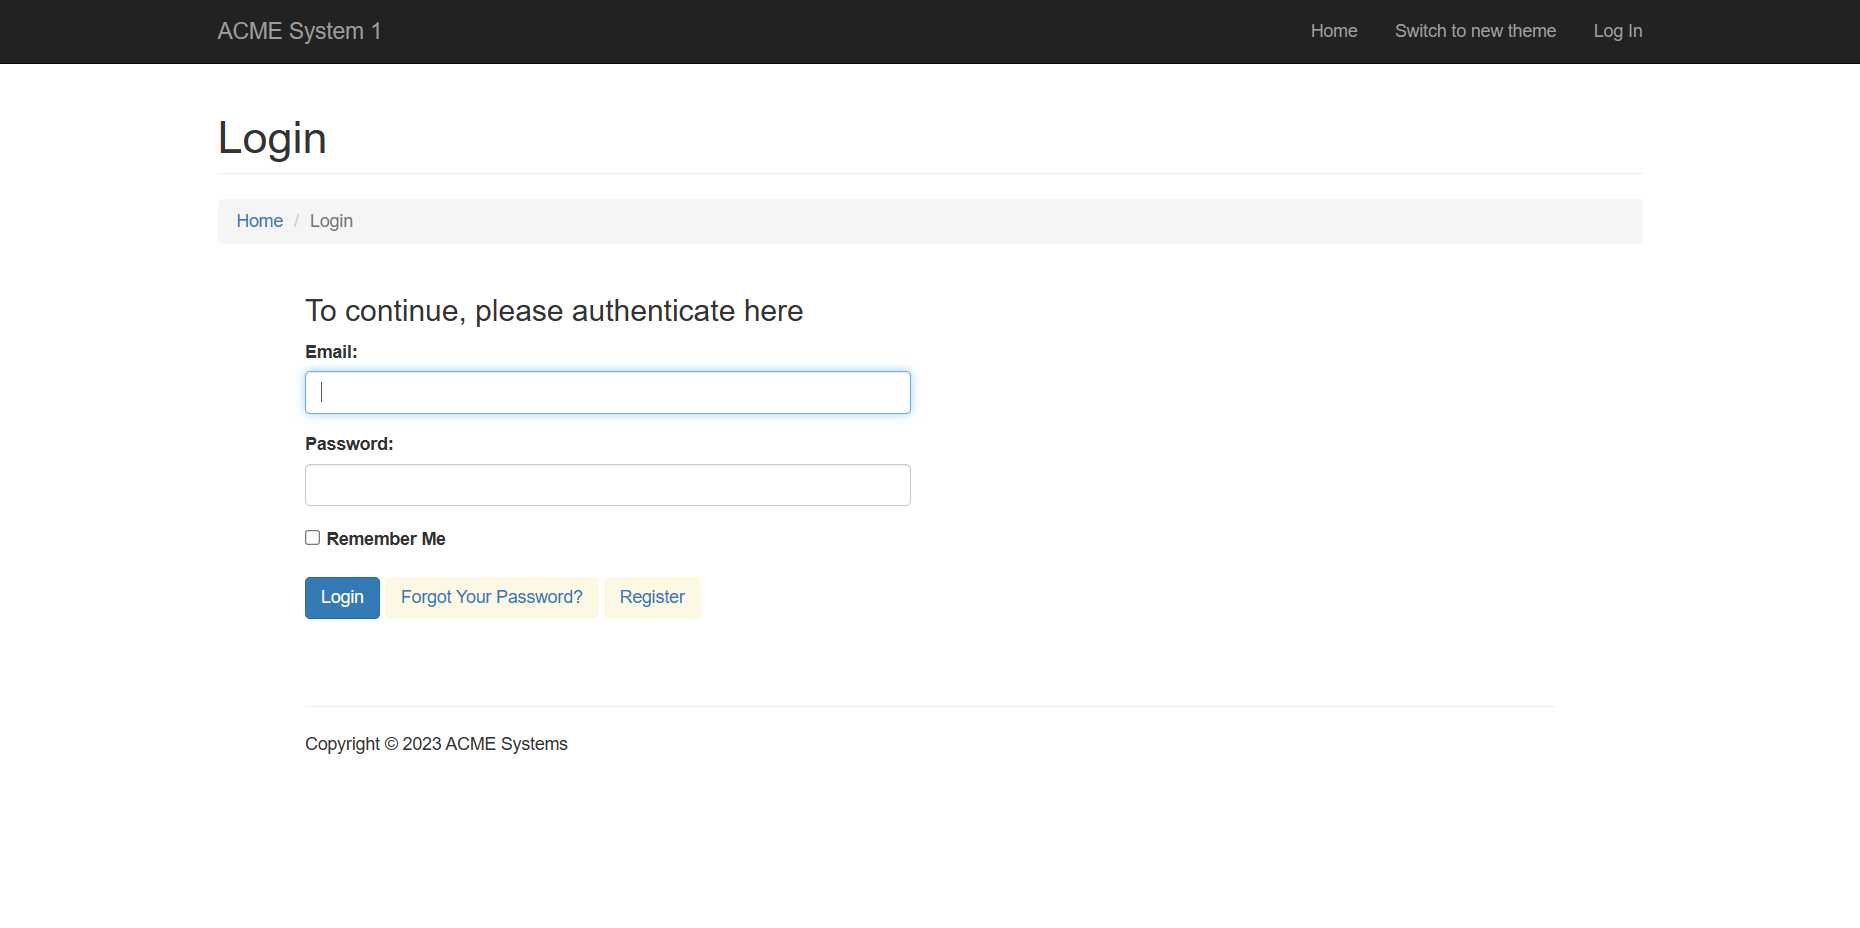 ACME System 1
Home Switch to new theme Log In
Login
Home / Login
To continue, please authenticate here
Email:
Password:
Remember Me
Login Forgot Your Password? Register
Copyright © 2023 ACME Systems